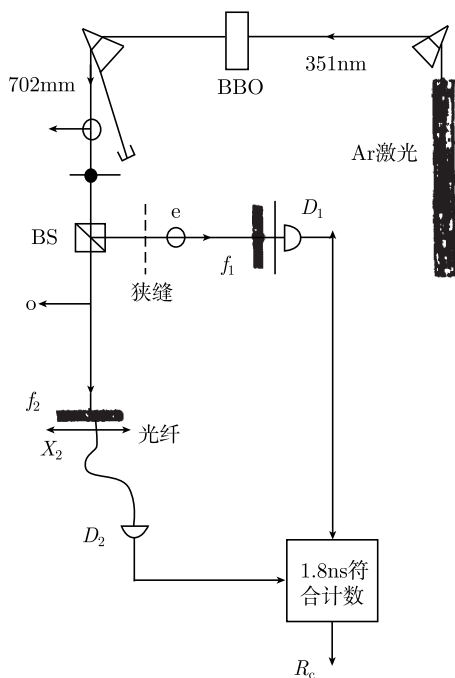 351nm
BBO
702mm
Ar激光
e
D₁
BS
f₁
狭缝
o
f₂
光纤
X₂
D₂
1.8ns符
合计数
R꜀